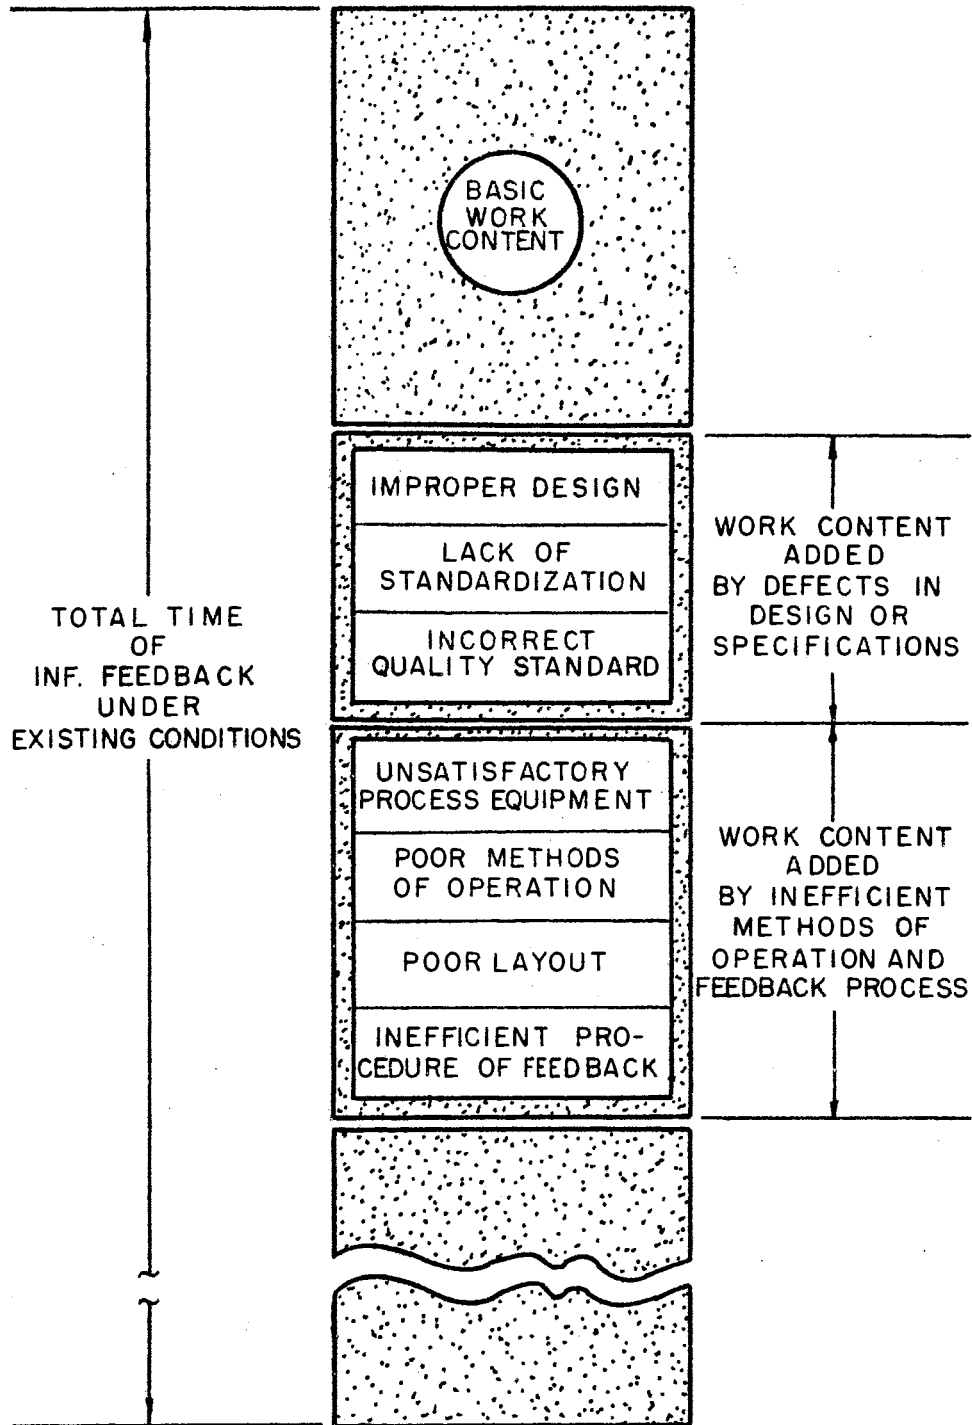 BASIC
WORK
CONTENT
IMPROPER DESIGN
LACK OF
STANDARDIZATION
INCORRECT
QUALITY STANDARD
WORK CONTENT
ADDED
BY DEFECTS IN
DESIGN OR
SPECIFICATIONS
TOTAL TIME
OF
INF. FEEDBACK
UNDER
EXISTING CONDITIONS
UNSATISFACTORY
PROCESS EQUIPMENT
POOR METHODS
OF OPERATION
POOR LAYOUT
INEFFICIENT PRO-
CEDURE OF FEEDBACK
WORK CONTENT
ADDED
BY INEFFICIENT
METHODS OF
OPERATION AND
FEEDBACK PROCESS